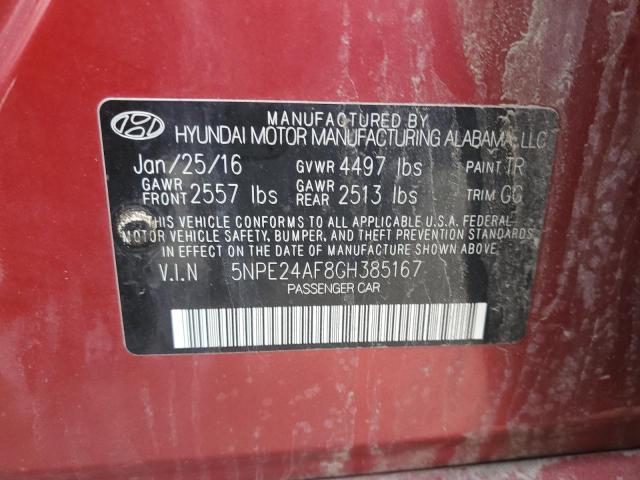 MANUFACTURED BY
HYUNDAI MOTOR MANUFACTURING ALABAMA, LLC
Jan/25/16 GVWR 4497 lbs PAINT TR
GAWR FRONT 2557 lbs GAWR REAR 2513 lbs TRIM GG
THIS VEHICLE CONFORMS TO ALL APPLICABLE U.S.A. FEDERAL
MOTOR VEHICLE SAFETY, BUMPER, AND THEFT PREVENTION
STANDARDS IN EFFECT ON THE DATE OF MANUFACTURE SHOWN ABOVE.
V.I.N 5NPE24AF8GH385167
PASSENGER CAR